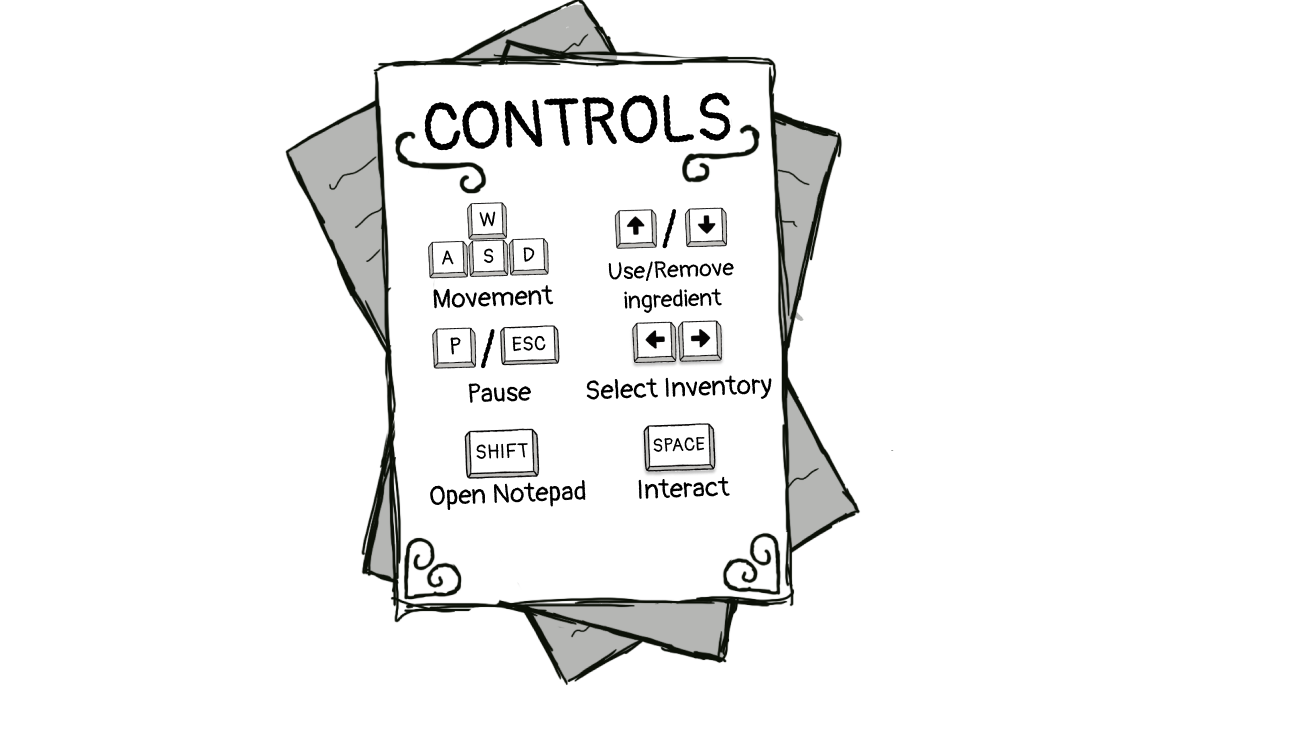 CONTROLS
W
A S D
Movement
↑ / ↓
Use/Remove
ingredient
P / ESC
Pause
← →
Select Inventory
SHIFT
Open Notepad
SPACE
Interact